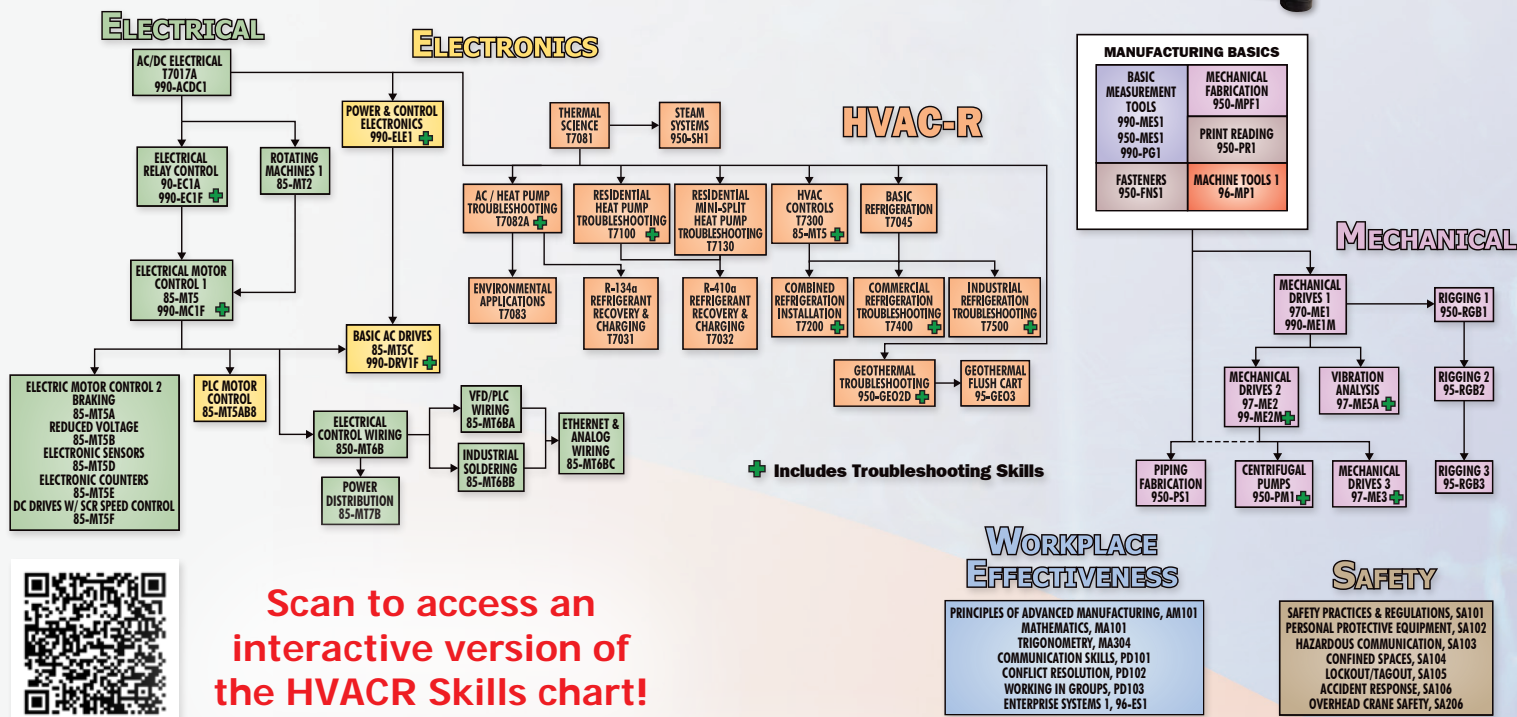 ELECTRICAL
AC/DC ELECTRICAL
T7017A
990-ACDC1
ELECTRICAL
RELAY CONTROL
90-EC1A
990-EC1F
ROTATING
MACHINES 1
85-MT2
ELECTRICAL MOTOR
CONTROL 1
85-MT5
990-MC1F
ELECTRIC MOTOR CONTROL 2
BRAKING
85-MT5A
REDUCED VOLTAGE
85-MT5B
ELECTRONIC SENSORS
85-MT5D
ELECTRONIC COUNTERS
85-MT5E
DC DRIVES W/ SCR SPEED CONTROL
85-MT5F
PLC MOTOR
CONTROL
85-MT5AB8
ELECTRICAL
CONTROL WIRING
850-MT6B
POWER
DISTRIBUTION
85-MT7B
VFD/PLC
WIRING
85-MT6BA
INDUSTRIAL
SOLDERING
85-MT6BB
ETHERNET &
ANALOG
WIRING
85-MT6BC
ELECTRONICS
POWER & CONTROL
ELECTRONICS
990-ELE1
BASIC AC DRIVES
85-MT5C
990-DRV1F
HVAC-R
THERMAL
SCIENCE
T7081
STEAM
SYSTEMS
950-SH1
AC / HEAT PUMP
TROUBLESHOOTING
T7082A
RESIDENTIAL
HEAT PUMP
TROUBLESHOOTING
T7100
RESIDENTIAL
MINI-SPLIT
HEAT PUMP
TROUBLESHOOTING
T7130
HVAC
CONTROLS
T7300
85-MT5
BASIC
REFRIGERATION
T7045
ENVIRONMENTAL
APPLICATIONS
T7083
R-134a
REFRIGERANT
RECOVERY &
CHARGING
T7031
R-410a
REFRIGERANT
RECOVERY &
CHARGING
T7032
COMBINED
REFRIGERATION
INSTALLATION
T7200
COMMERCIAL
REFRIGERATION
TROUBLESHOOTING
T7400
INDUSTRIAL
REFRIGERATION
TROUBLESHOOTING
T7500
GEOTHERMAL
TROUBLESHOOTING
950-GEO2D
GEOTHERMAL
FLUSH CART
95-GEO3
Includes Troubleshooting Skills
MANUFACTURING BASICS
BASIC
MEASUREMENT
TOOLS
990-MES1
950-MES1
990-PG1
MECHANICAL
FABRICATION
950-MPF1
PRINT READING
950-PR1
FASTENERS
950-FNS1
MACHINE TOOLS 1
96-MP1
MECHANICAL
MECHANICAL
DRIVES 1
970-ME1
990-ME1M
RIGGING 1
950-RGB1
MECHANICAL
DRIVES 2
97-ME2
99-ME2M
VIBRATION
ANALYSIS
97-ME5A
RIGGING 2
95-RGB2
PIPING
FABRICATION
950-PS1
CENTRIFUGAL
PUMPS
950-PM1
MECHANICAL
DRIVES 3
97-ME3
RIGGING 3
95-RGB3
Scan to access an
interactive version of
the HVACR Skills chart!
WORKPLACE
EFFECTIVENESS
PRINCIPLES OF ADVANCED MANUFACTURING, AM101
MATHEMATICS, MA101
TRIGONOMETRY, MA304
COMMUNICATION SKILLS, PD101
CONFLICT RESOLUTION, PD102
WORKING IN GROUPS, PD103
ENTERPRISE SYSTEMS 1, 96-ES1
SAFETY
SAFETY PRACTICES & REGULATIONS, SA101
PERSONAL PROTECTIVE EQUIPMENT, SA102
HAZARDOUS COMMUNICATION, SA103
CONFINED SPACES, SA104
LOCKOUT/TAGOUT, SA105
ACCIDENT RESPONSE, SA106
OVERHEAD CRANE SAFETY, SA206